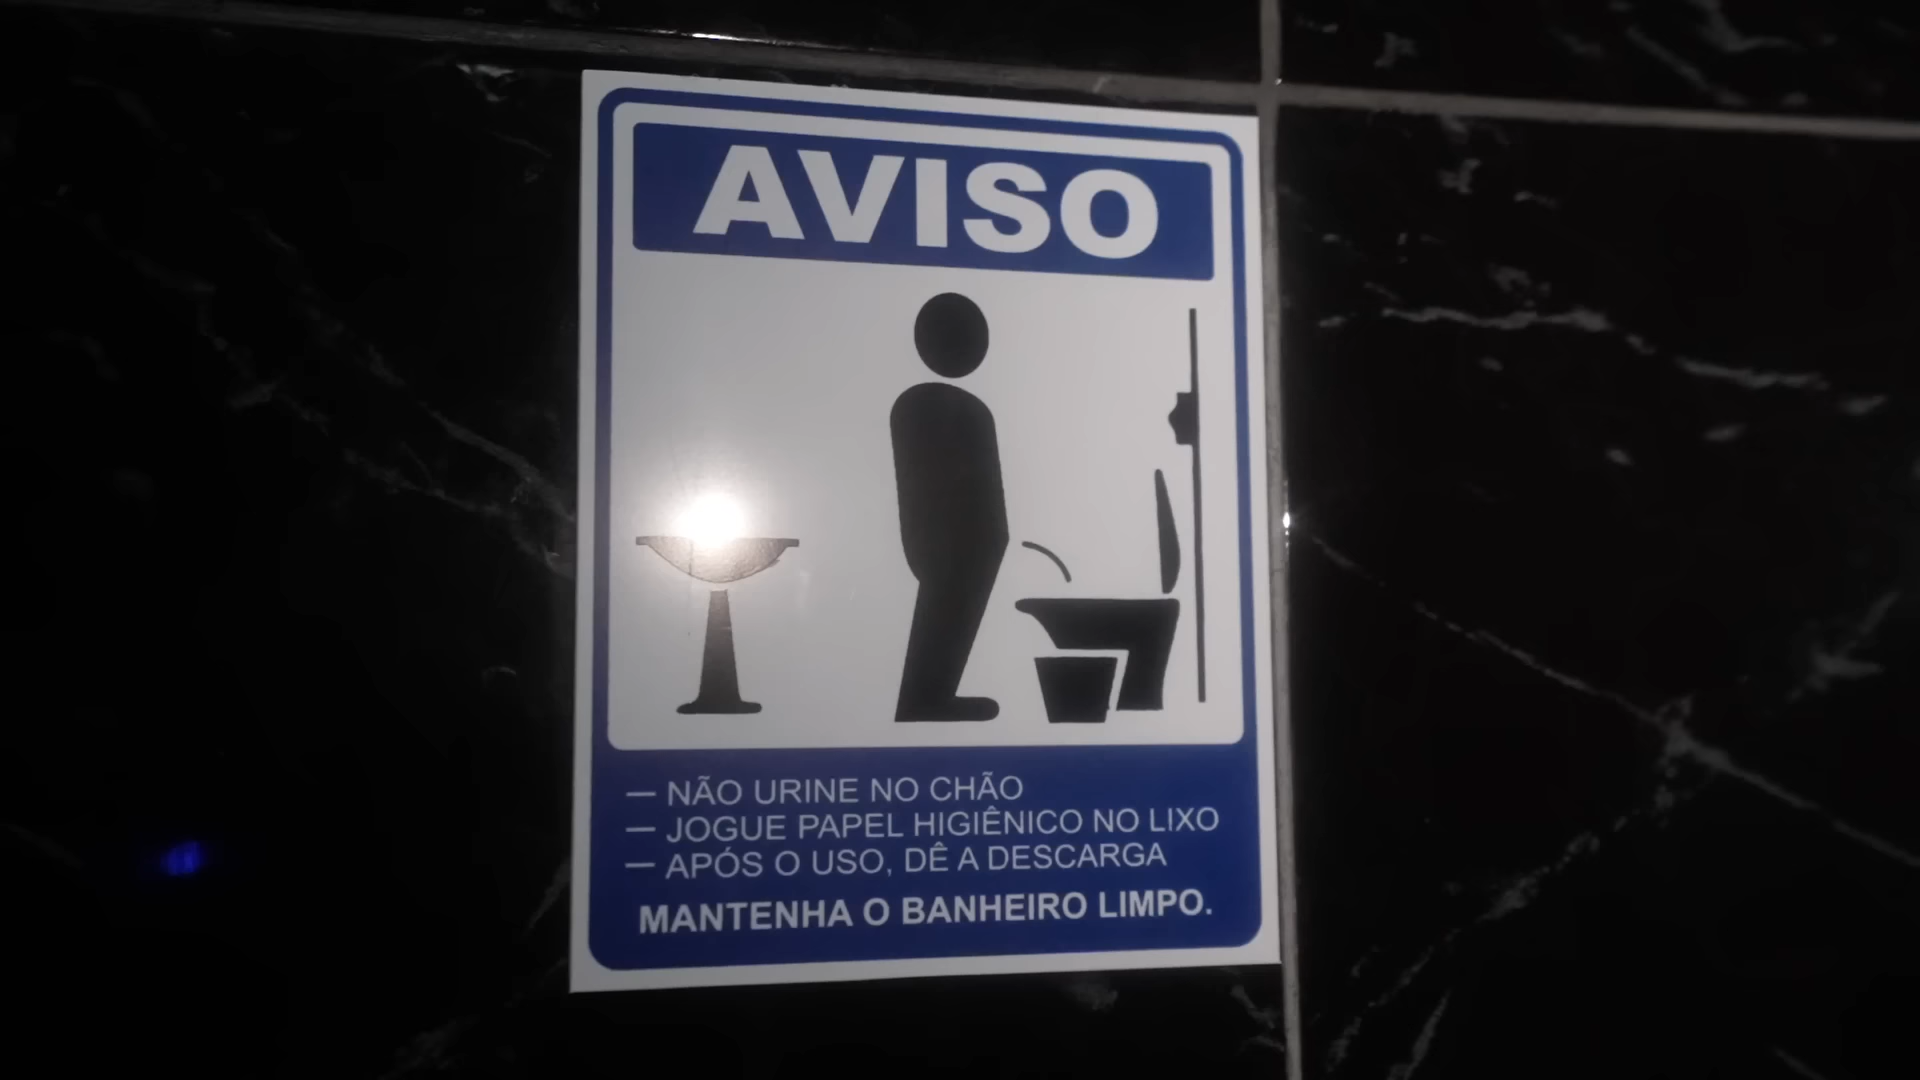 AVISO
— NÃO URINE NO CHÃO
— JOGUE PAPEL HIGIÊNICO NO LIXO
— APÓS O USO, DÊ A DESCARGA
MANTENHA O BANHEIRO LIMPO.